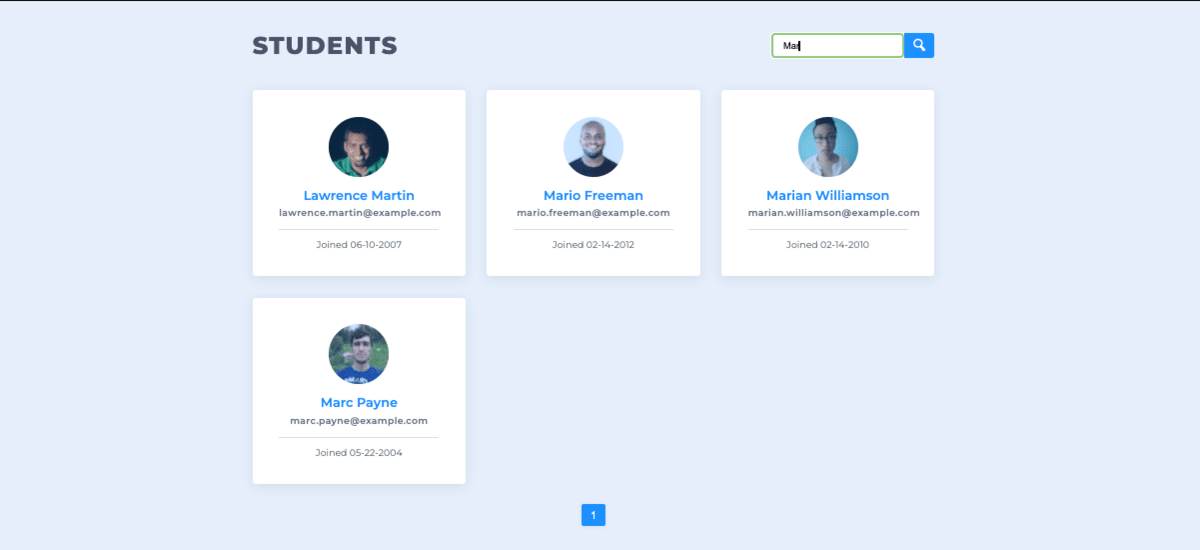 STUDENTS
Mar
Lawrence Martin
lawrence.martin@example.com
Joined 06-10-2007
Mario Freeman
mario.freeman@example.com
Joined 02-14-2012
Marian Williamson
marian.williamson@example.com
Joined 02-14-2010
Marc Payne
marc.payne@example.com
Joined 05-22-2004
1